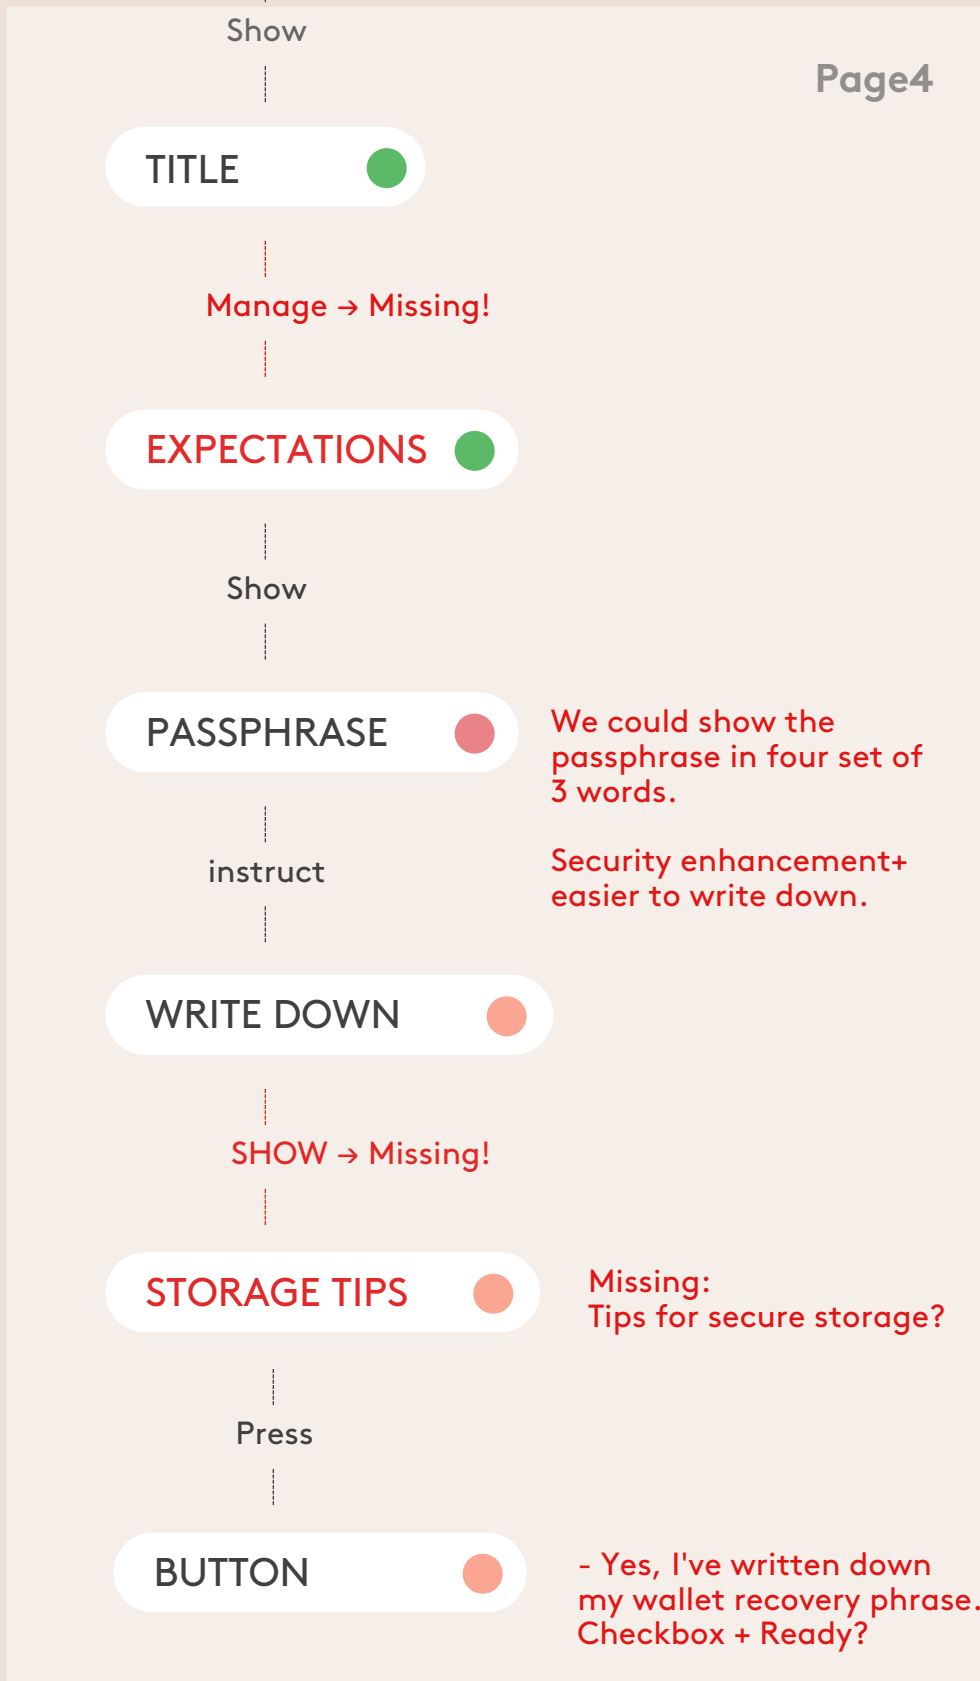 Show
Page4
TITLE
Manage → Missing!
EXPECTATIONS
Show
PASSPHRASE
We could show the
passphrase in four set of
3 words.
Security enhancement+
easier to write down.
instruct
WRITE DOWN
SHOW → Missing!
STORAGE TIPS
Missing:
Tips for secure storage?
Press
BUTTON
- Yes, I've written down
my wallet recovery phrase.
Checkbox + Ready?